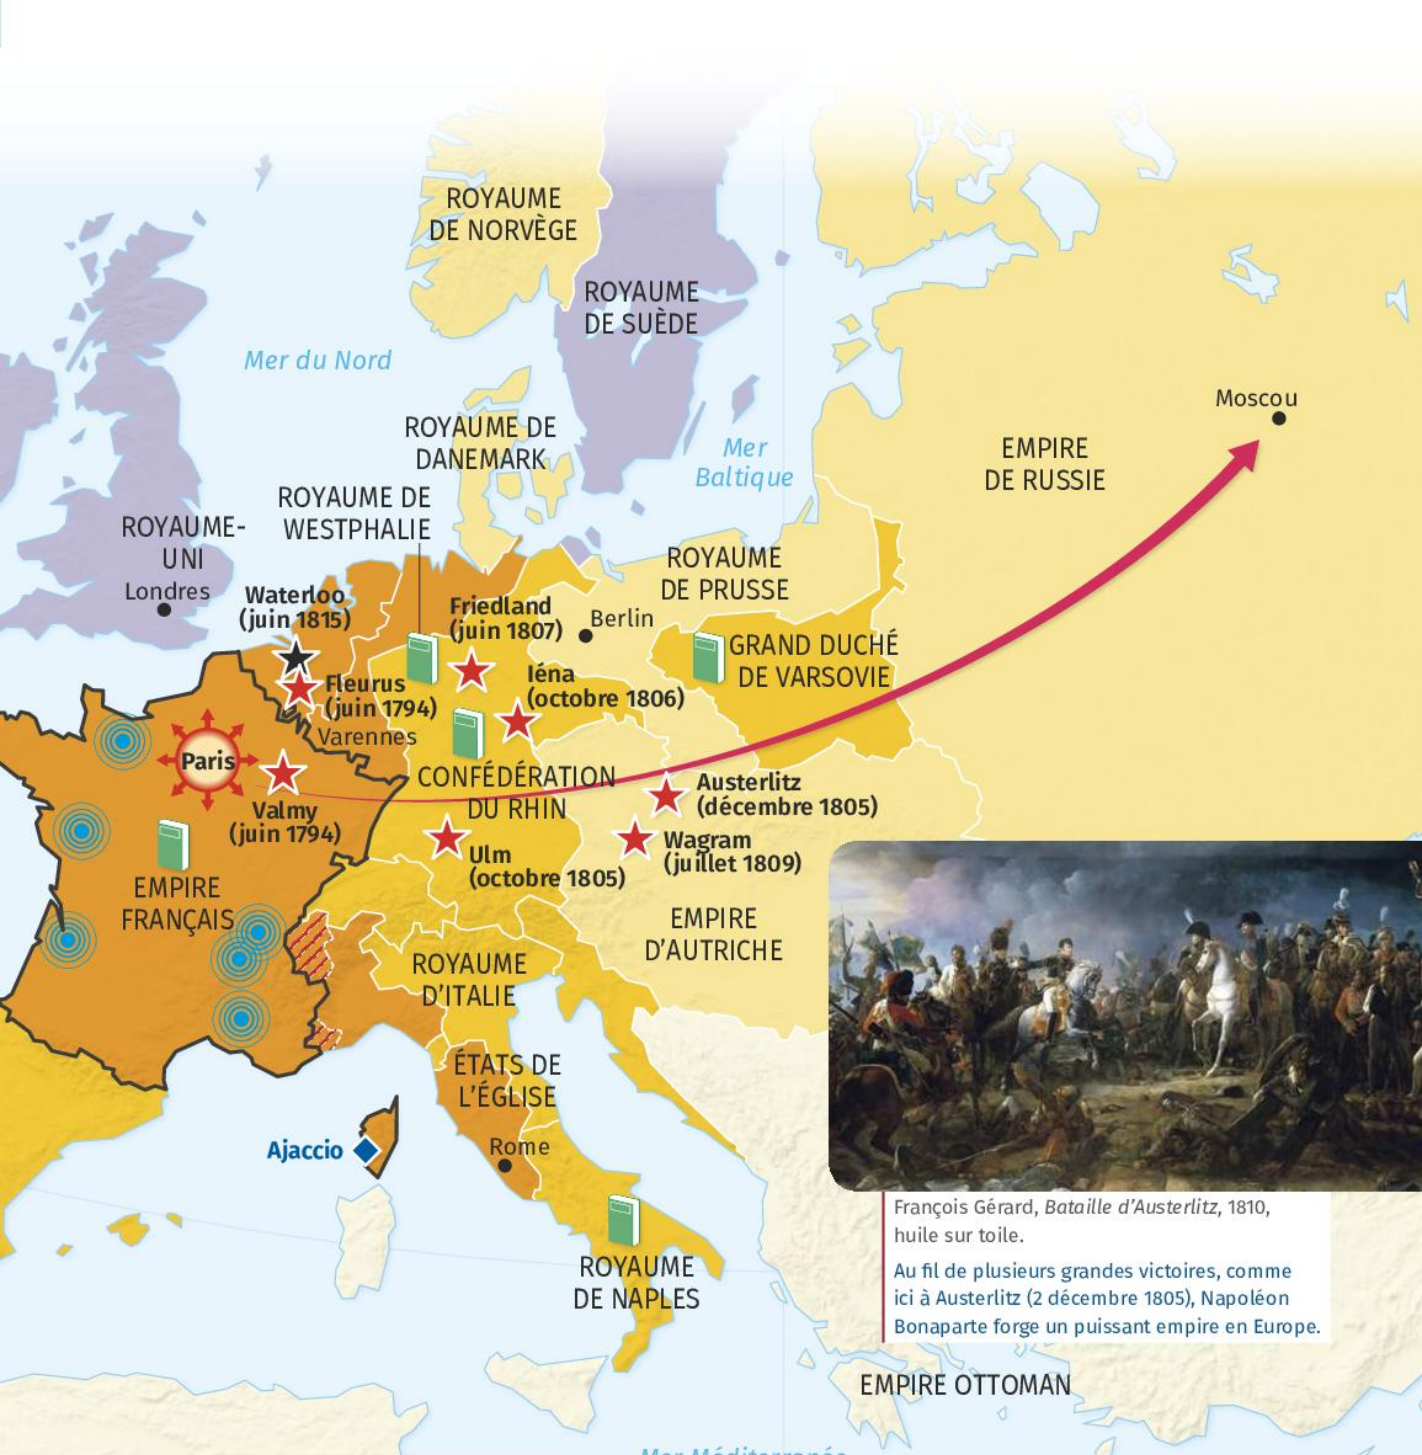 ROYAUME
DE NORVÈGE
ROYAUME
DE SUÈDE
Mer du Nord
Moscou
ROYAUME DE
DANEMARK
Mer
Baltique
EMPIRE
DE RUSSIE
ROYAUME DE
WESTPHALIE
ROYAUME-
UNI
Londres
Waterloo
(juin 1815)
Friedland
(juin 1807)
ROYAUME
DE PRUSSE
Berlin
GRAND DUCHÉ
DE VARSOVIE
Iéna
(octobre 1806)
Fleurus
(juin 1794)
Varennes
Paris
CONFÉDÉRATION
DU RHIN
Austerlitz
(décembre 1805)
Valmy
(juin 1794)
Wagram
(juillet 1809)
Ulm
(octobre 1805)
EMPIRE
FRANÇAIS
EMPIRE
D'AUTRICHE
ROYAUME
D'ITALIE
ÉTATS DE
L'ÉGLISE
Ajaccio
Rome
ROYAUME
DE NAPLES
François Gérard, Bataille d'Austerlitz, 1810,
huile sur toile.
Au fil de plusieurs grandes victoires, comme
ici à Austerlitz (2 décembre 1805), Napoléon
Bonaparte forge un puissant empire en Europe.
EMPIRE OTTOMAN
Mer Méditerranée